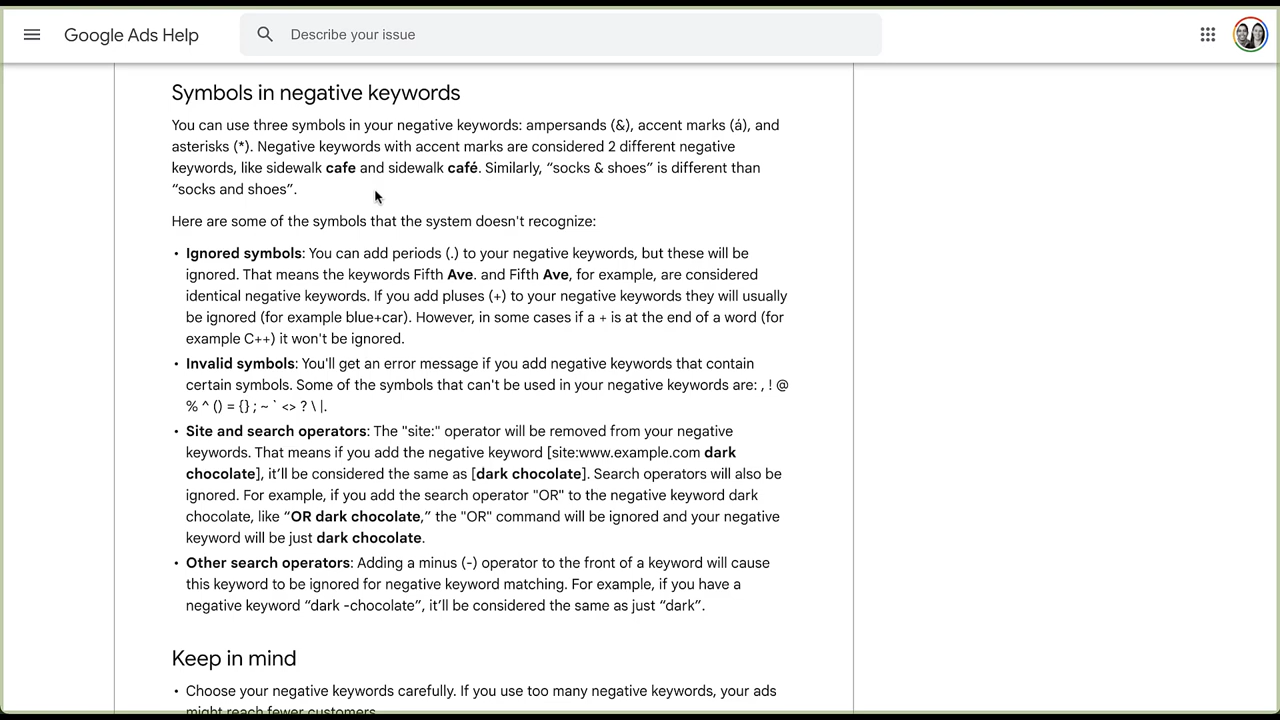 Google Ads Help
Describe your issue
Symbols in negative keywords
You can use three symbols in your negative keywords: ampersands (&), accent marks (á), and
asterisks (*). Negative keywords with accent marks are considered 2 different negative
keywords, like sidewalk cafe and sidewalk café. Similarly, “socks & shoes” is different than
“socks and shoes”.
Here are some of the symbols that the system doesn't recognize:
• Ignored symbols: You can add periods (.) to your negative keywords, but these will be
ignored. That means the keywords Fifth Ave. and Fifth Ave, for example, are considered
identical negative keywords. If you add pluses (+) to your negative keywords they will usually
be ignored (for example blue+car). However, in some cases if a + is at the end of a word (for
example C++) it won't be ignored.
• Invalid symbols: You'll get an error message if you add negative keywords that contain
certain symbols. Some of the symbols that can't be used in your negative keywords are: , ! @
% ^ () = {} ; ~ ` <> ? \ |.
• Site and search operators: The "site:" operator will be removed from your negative
keywords. That means if you add the negative keyword [site:www.example.com dark
chocolate], it’ll be considered the same as [dark chocolate]. Search operators will also be
ignored. For example, if you add the search operator "OR" to the negative keyword dark
chocolate, like “OR dark chocolate,” the "OR" command will be ignored and your negative
keyword will be just dark chocolate.
• Other search operators: Adding a minus (-) operator to the front of a keyword will cause
this keyword to be ignored for negative keyword matching. For example, if you have a
negative keyword “dark -chocolate”, it’ll be considered the same as just “dark”.
Keep in mind
• Choose your negative keywords carefully. If you use too many negative keywords, your ads
might reach fewer customers.